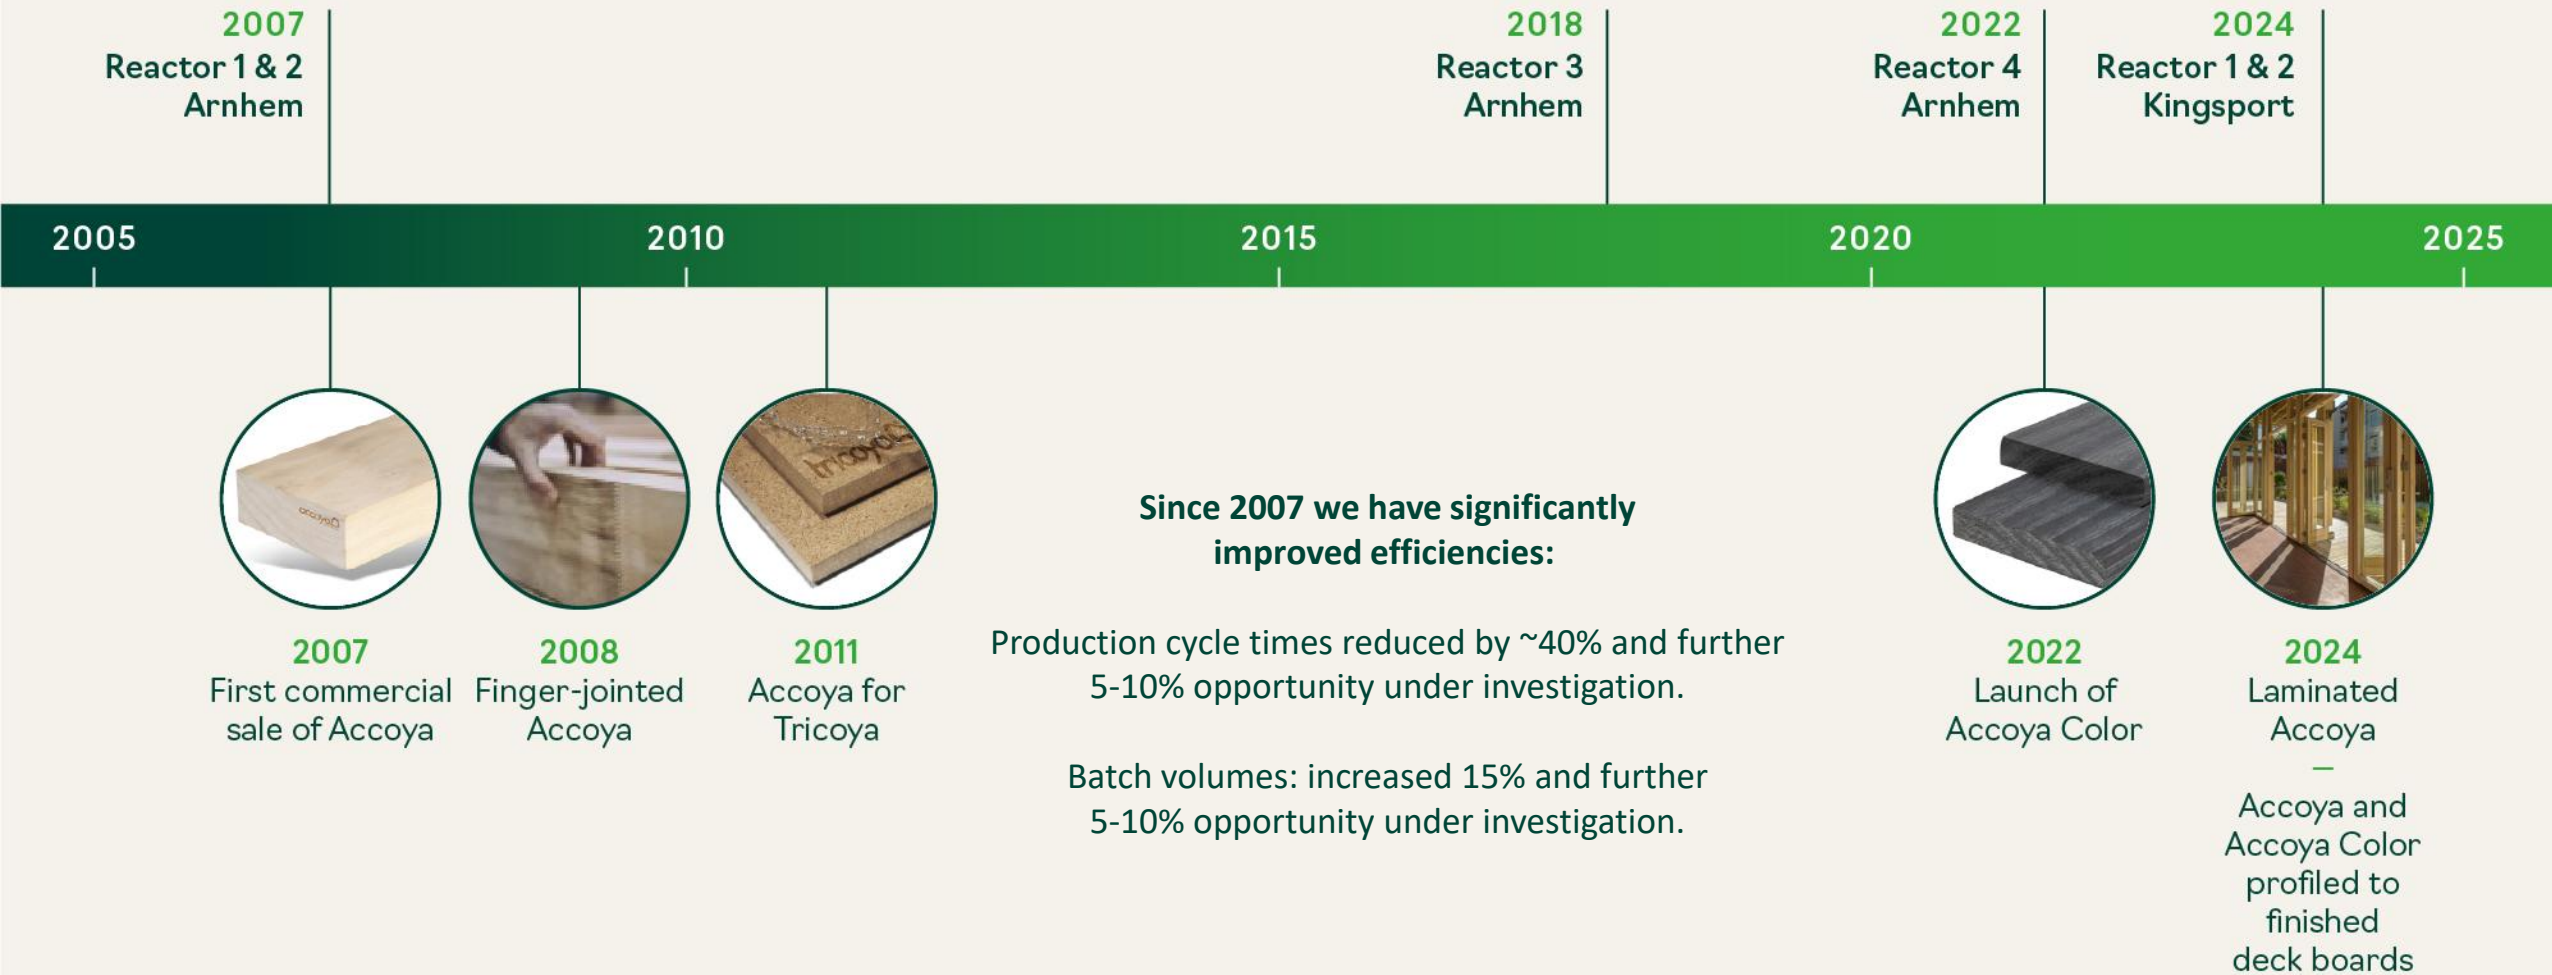 2007
Reactor 1 & 2
Arnhem
2018
Reactor 3
Arnhem
2022
Reactor 4
Arnhem
2024
Reactor 1 & 2
Kingsport
2005
2010
2015
2020
2025
accoya
tricoya
2007
First commercial
sale of Accoya
2008
Finger-jointed
Accoya
2011
Accoya for
Tricoya
Since 2007 we have significantly
improved efficiencies:
Production cycle times reduced by ~40% and further
5-10% opportunity under investigation.
Batch volumes: increased 15% and further
5-10% opportunity under investigation.
2022
Launch of
Accoya Color
2024
Laminated
Accoya
–
Accoya and
Accoya Color
profiled to
finished
deck boards